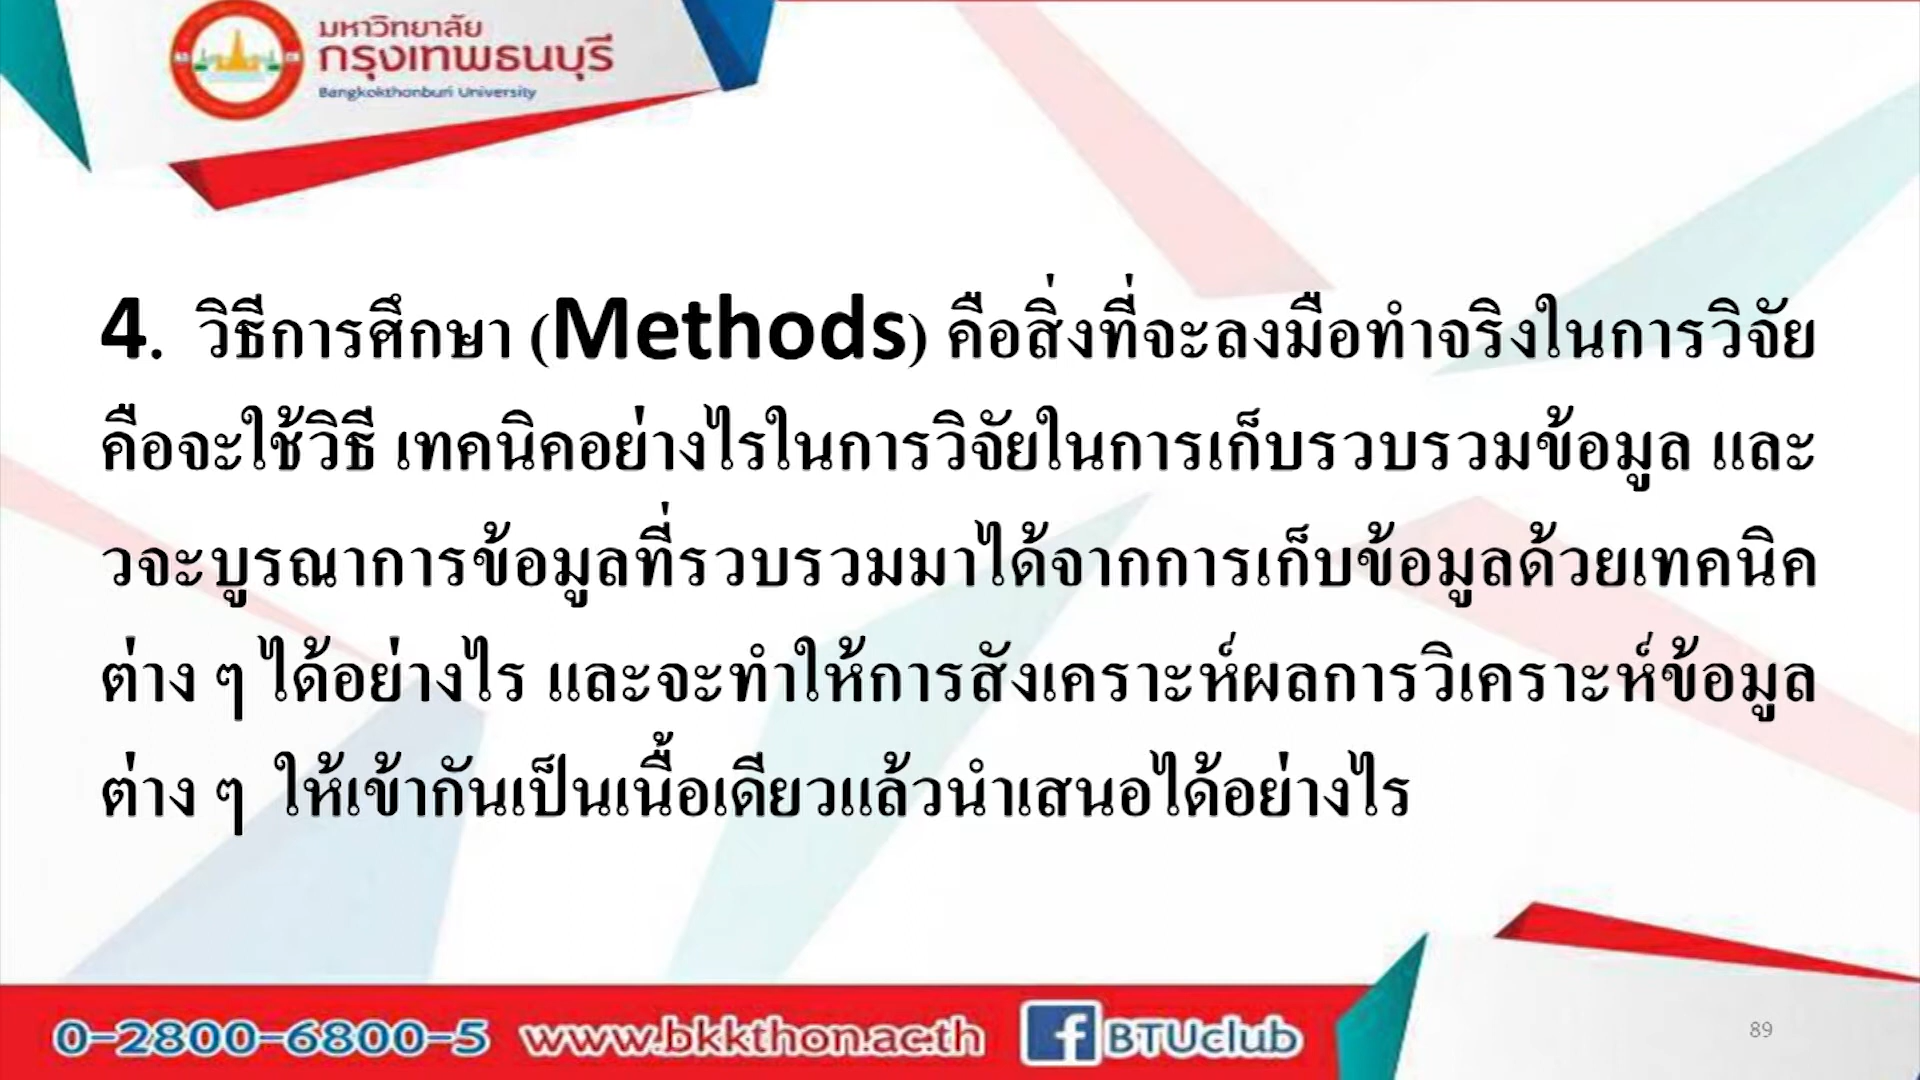 มหาวิทยาลัย
กรุงเทพธนบุรี
Bangkokthonburi University
4. วิธีการศึกษา (Methods) คือสิ่งที่จะลงมือทำจริงในการวิจัย
คือจะใช้วิธี เทคนิคอย่างไรในการวิจัยในการเก็บรวบรวมข้อมูล และ
วจะบูรณาการข้อมูลที่รวบรวมมาได้จากการเก็บข้อมูลด้วยเทคนิค
ต่าง ๆ ได้อย่างไร และจะทำให้การสังเคราะห์ผลการวิเคราะห์ข้อมูล
ต่าง ๆ ให้เข้ากันเป็นเนื้อเดียวแล้วนำเสนอได้อย่างไร
0-2800-6800-5 www.bkkthon.ac.th f BTUclub
89